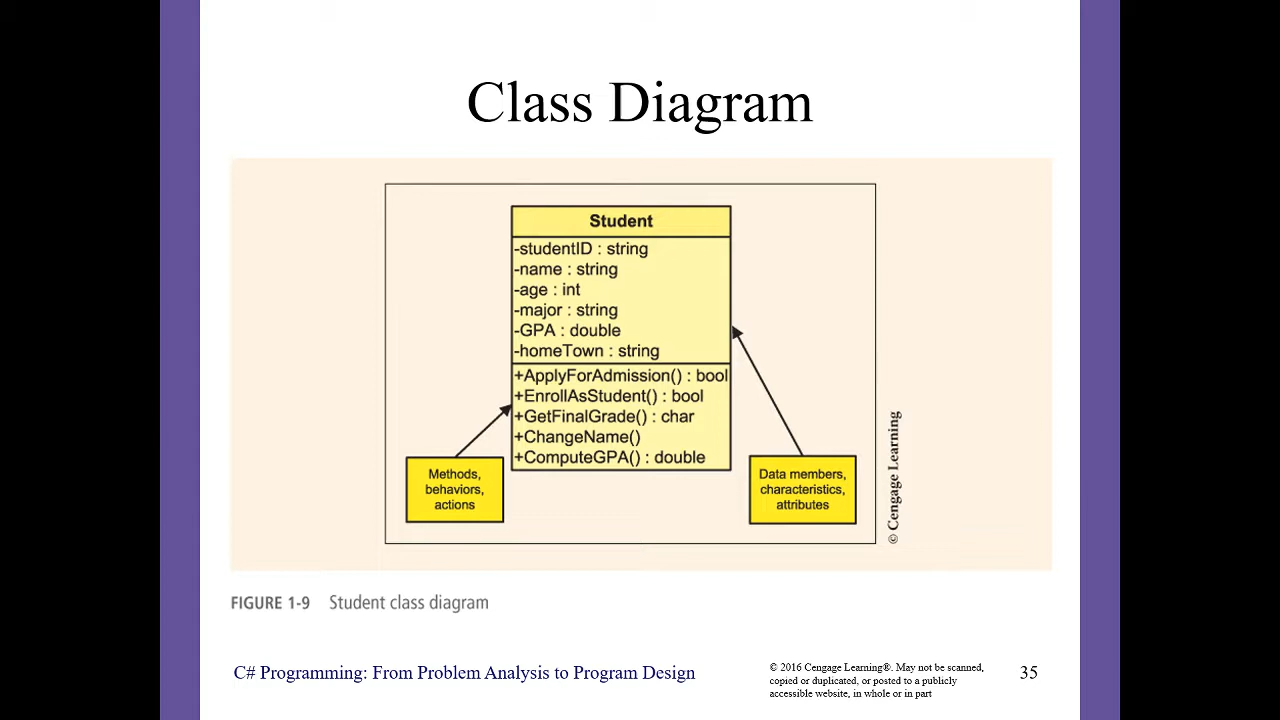 Class Diagram
Student
-studentID : string
-name : string
-age : int
-major : string
-GPA : double
-homeTown : string
+ApplyForAdmission() : bool
+EnrollAsStudent() : bool
+GetFinalGrade() : char
+ChangeName()
+ComputeGPA() : double
Methods,
behaviors,
actions
Data members,
characteristics,
attributes
© Cengage Learning
FIGURE 1-9 Student class diagram
C# Programming: From Problem Analysis to Program Design
© 2016 Cengage Learning®. May not be scanned,
copied or duplicated, or posted to a publicly
accessible website, in whole or in part
35